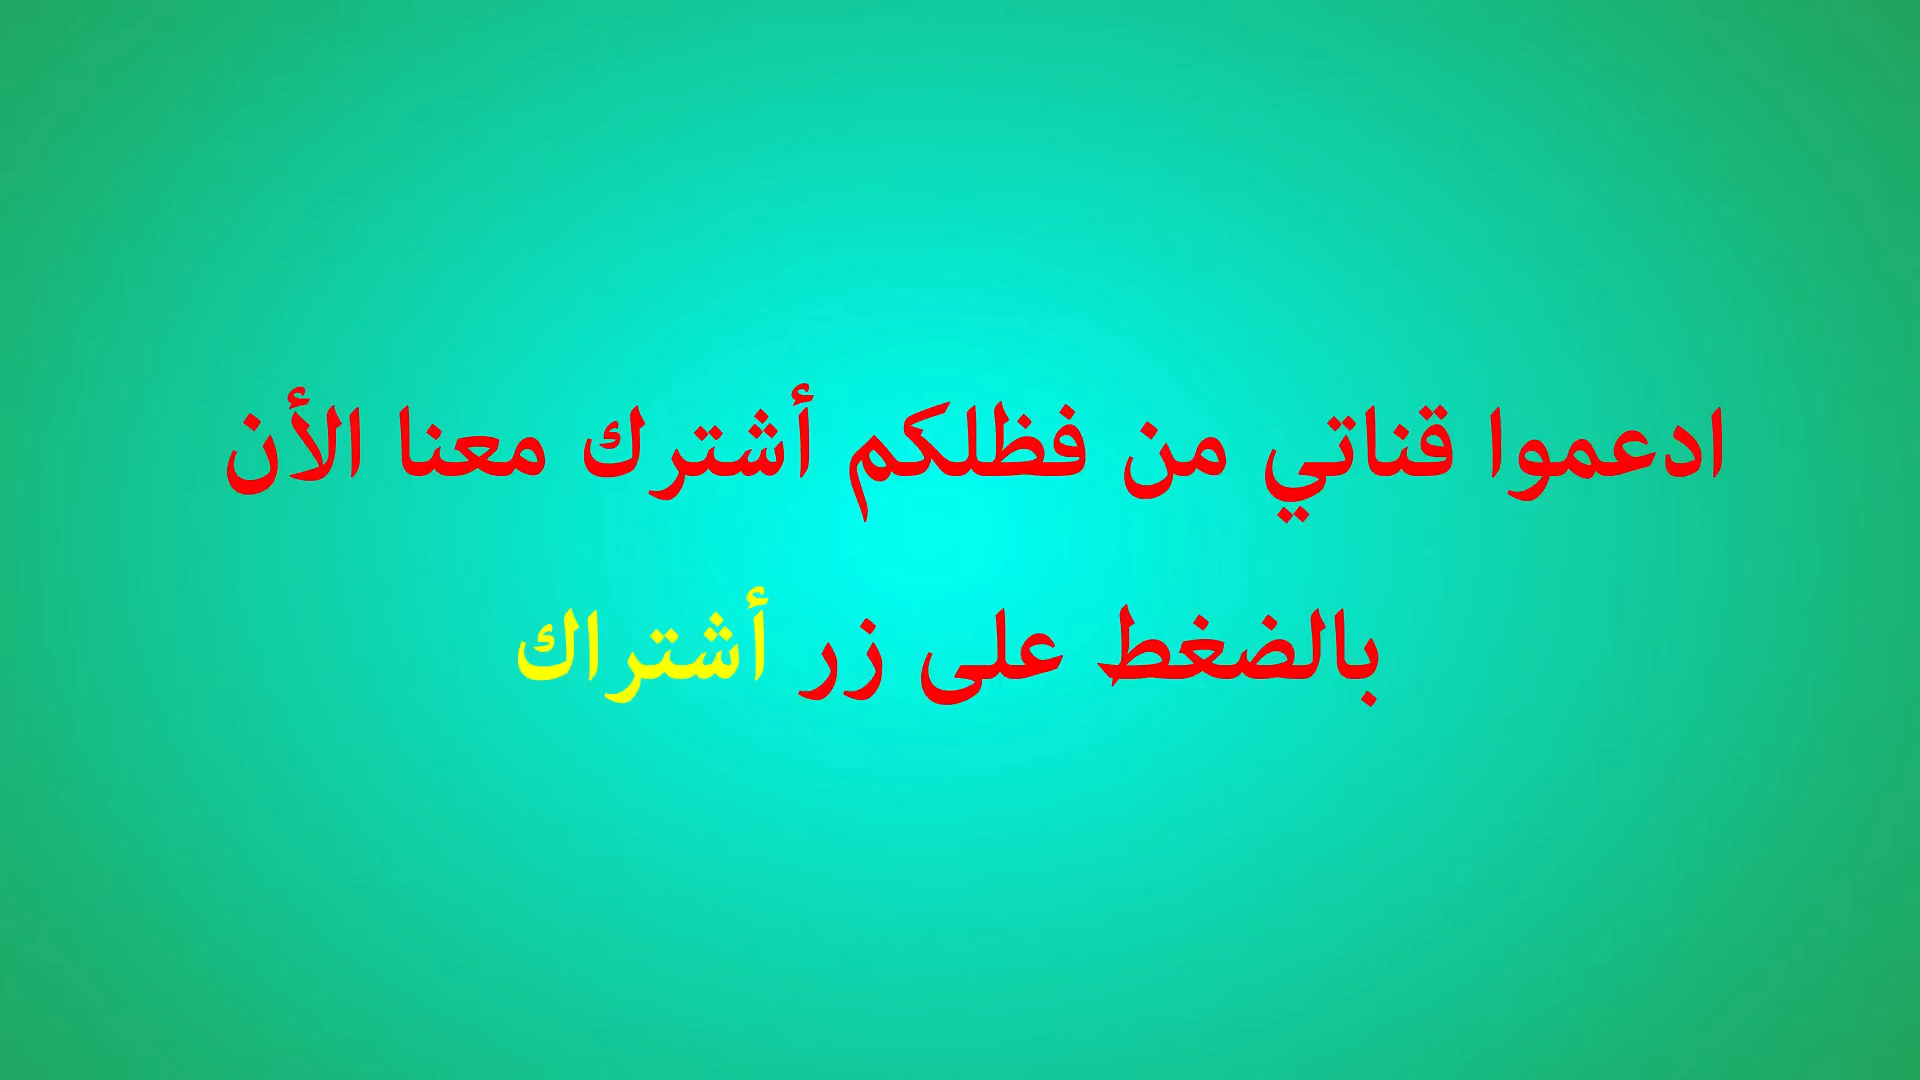 ادعموا قناتي من فظلكم أشترك معنا الأن
بالضغط على زر أشتراك